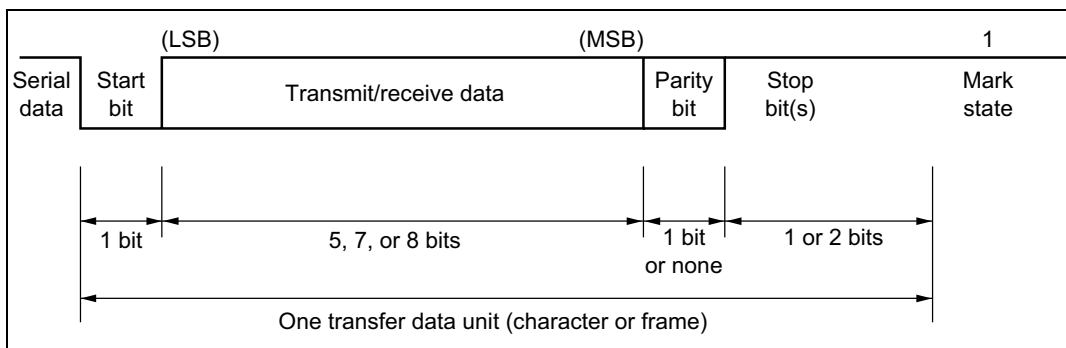 (LSB)
(MSB)
1
Serial
data
Start
bit
Transmit/receive data
Parity
bit
Stop
bit(s)
Mark
state
1 bit
5, 7, or 8 bits
1 bit
or none
1 or 2 bits
One transfer data unit (character or frame)